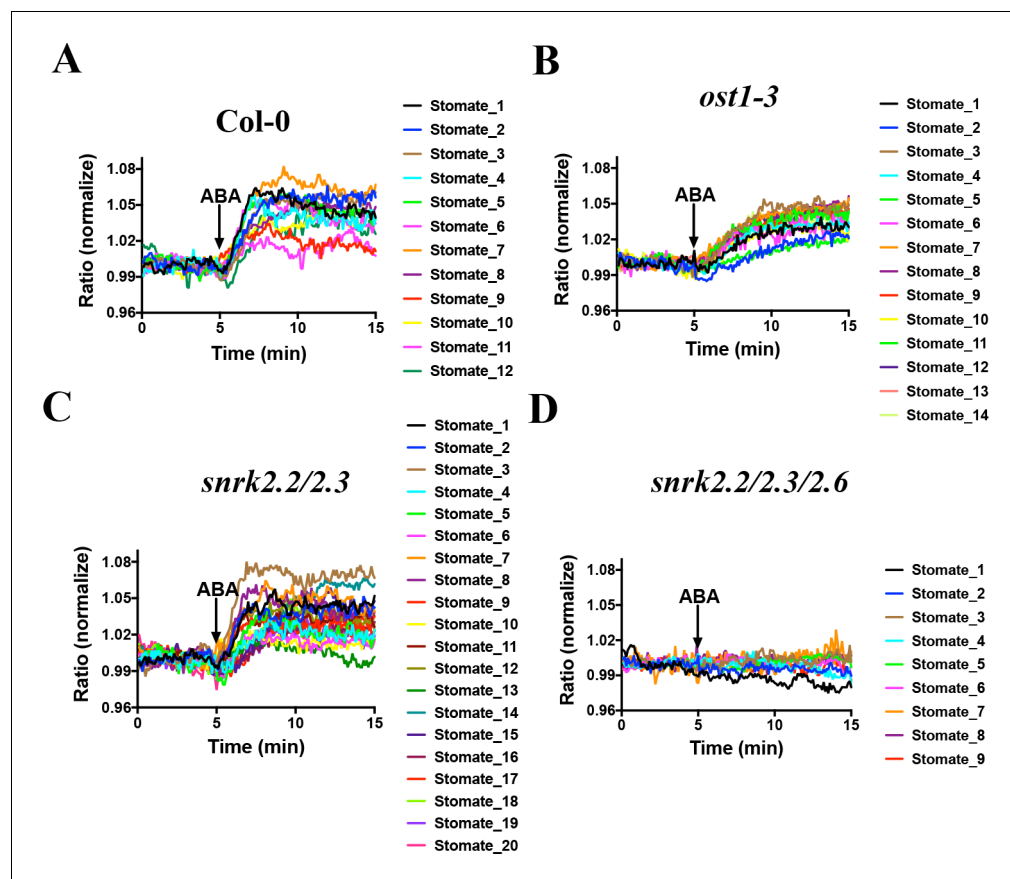 A
Col-0
Ratio (normalize)
1.08
1.05
1.02
0.99
0.96
ABA
0
5
10
15
Time (min)
Stomate_1
Stomate_2
Stomate_3
Stomate_4
Stomate_5
Stomate_6
Stomate_7
Stomate_8
Stomate_9
Stomate_10
Stomate_11
Stomate_12
B
ost1-3
Ratio (normalize)
1.08
1.05
1.02
0.99
0.96
ABA
0
5
10
15
Time (min)
Stomate_1
Stomate_2
Stomate_3
Stomate_4
Stomate_5
Stomate_6
Stomate_7
Stomate_8
Stomate_9
Stomate_10
Stomate_11
Stomate_12
Stomate_13
Stomate_14
C
snrk2.2/2.3
Ratio (normalize)
1.08
1.05
1.02
0.99
0.96
ABA
0
5
10
15
Time (min)
Stomate_1
Stomate_2
Stomate_3
Stomate_4
Stomate_5
Stomate_6
Stomate_7
Stomate_8
Stomate_9
Stomate_10
Stomate_11
Stomate_12
Stomate_13
Stomate_14
Stomate_15
Stomate_16
Stomate_17
Stomate_18
Stomate_19
Stomate_20
D
snrk2.2/2.3/2.6
Ratio (normalize)
1.08
1.05
1.02
0.99
0.96
ABA
0
5
10
15
Time (min)
Stomate_1
Stomate_2
Stomate_3
Stomate_4
Stomate_5
Stomate_6
Stomate_7
Stomate_8
Stomate_9